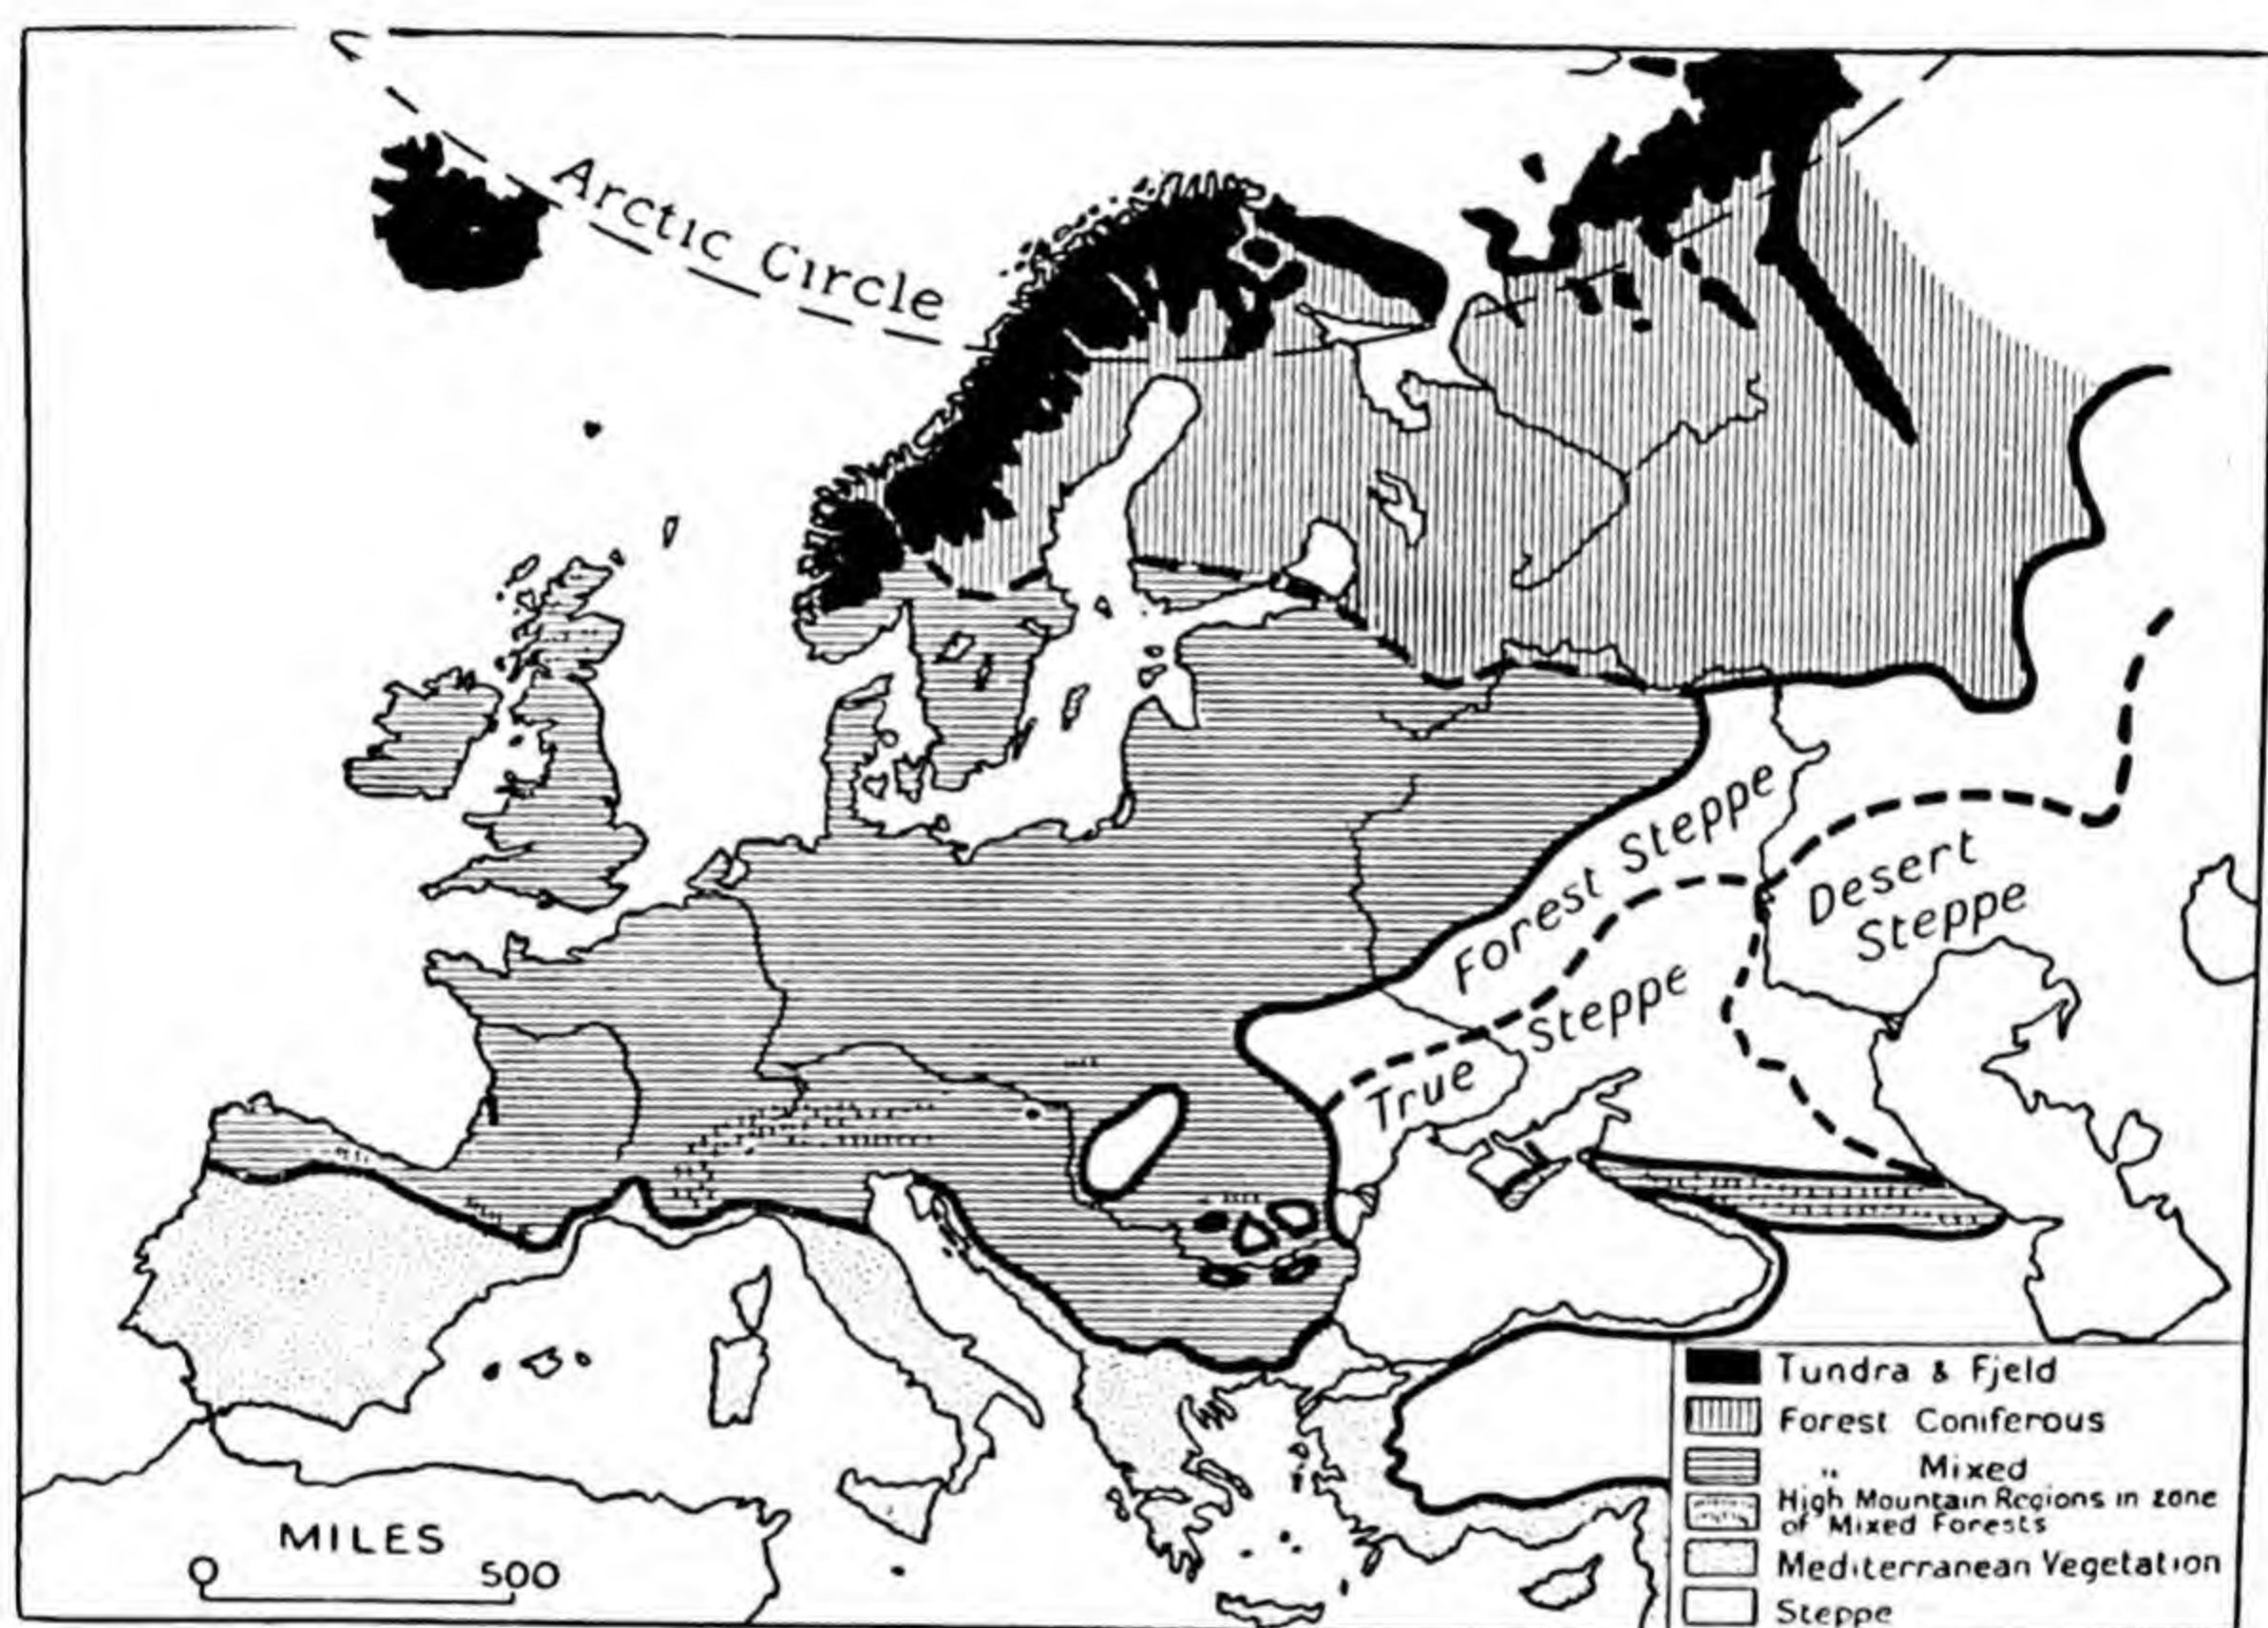 Arctic Circle
Forest Steppe
Desert
Steppe
True Steppe
MILES
0 500
Tundra & Fjeld
Forest Coniferous
" Mixed
High Mountain Regions in zone
of Mixed Forests
Mediterranean Vegetation
Steppe